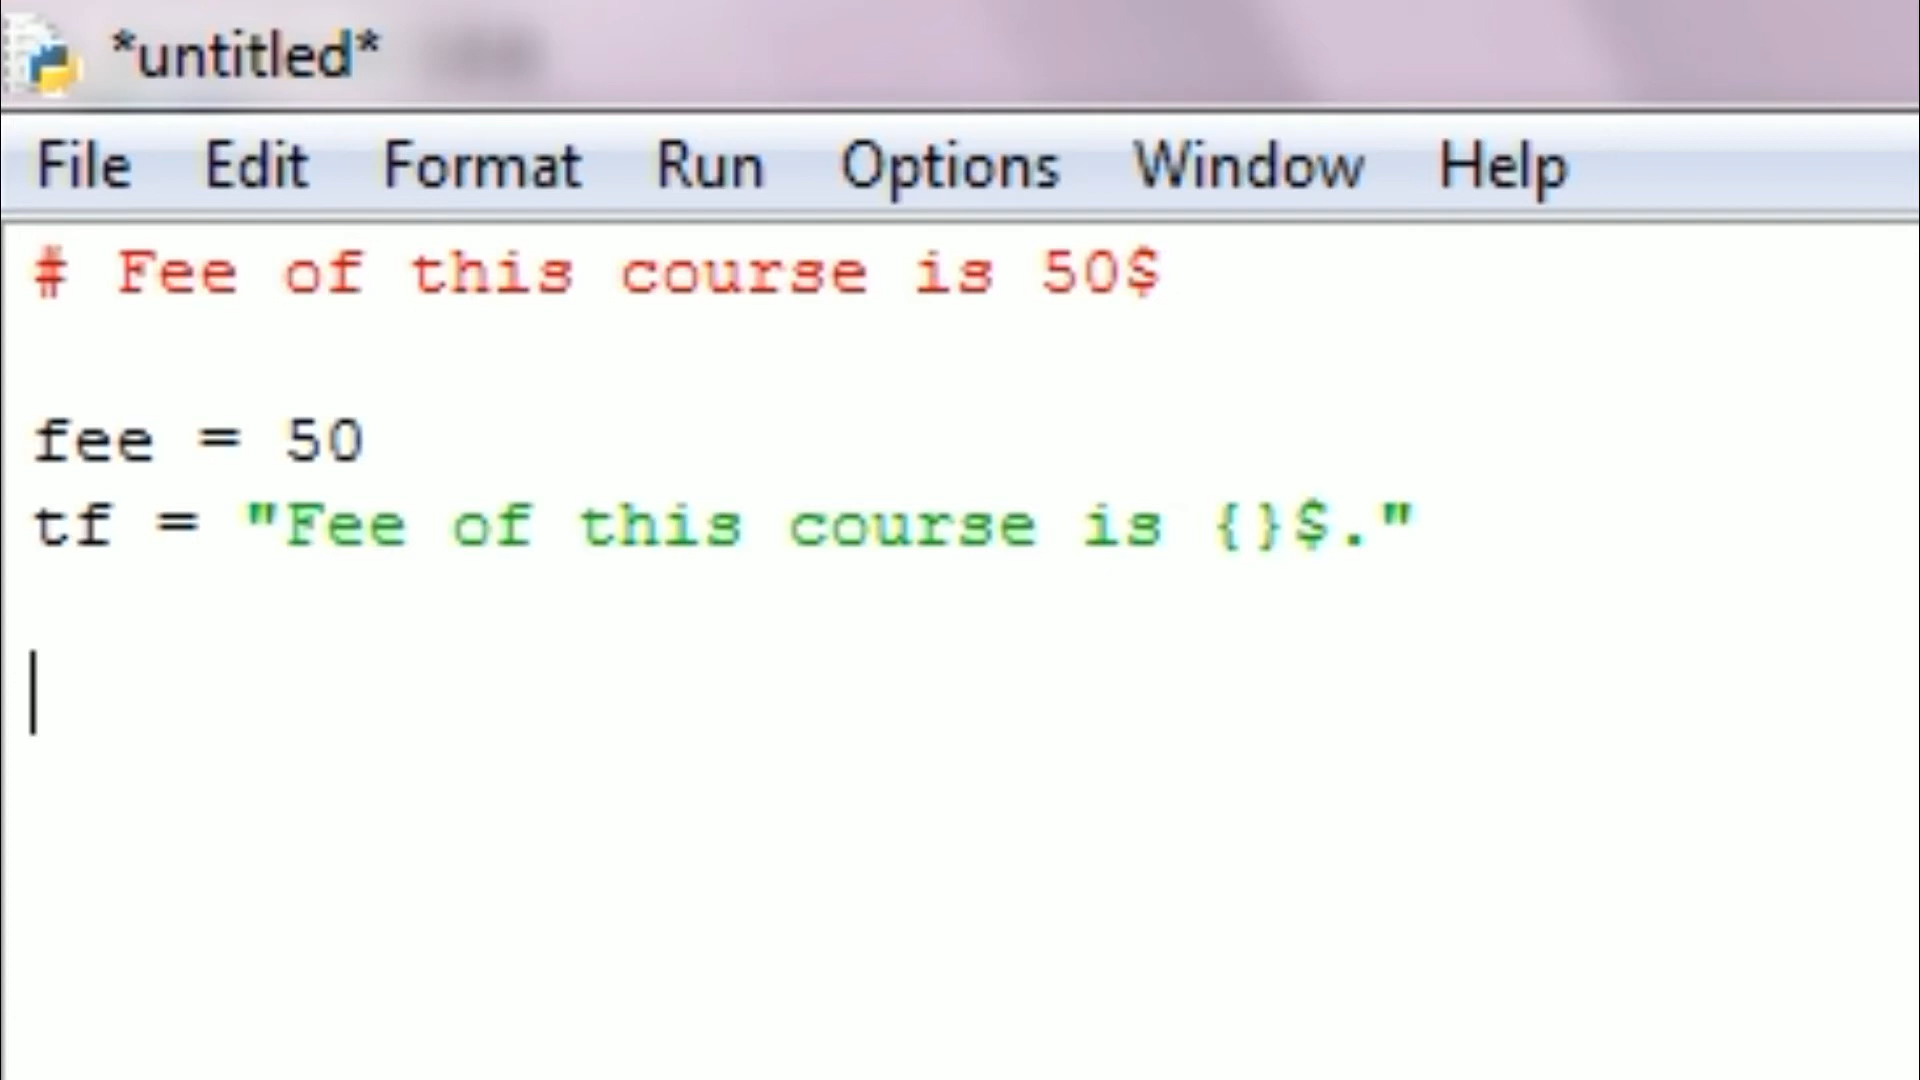 *untitled*
File Edit Format Run Options Window Help
# Fee of this course is 50$
fee = 50
tf = "Fee of this course is {}$."